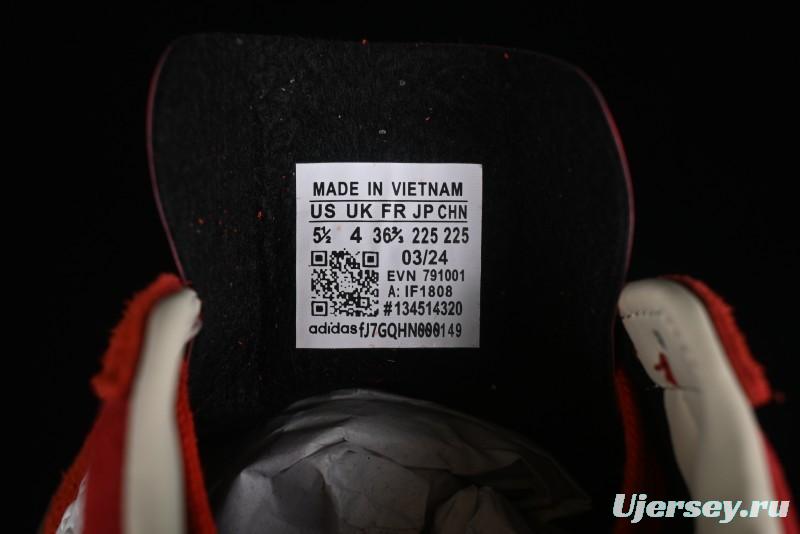 MADE IN VIETNAM
US UK FR JP CHN
5½ 4 36⅔ 225 225
03/24
EVN 791001
A: IF1808
#134514320
adidas fJ7GQHN000149
Ujersey.ru